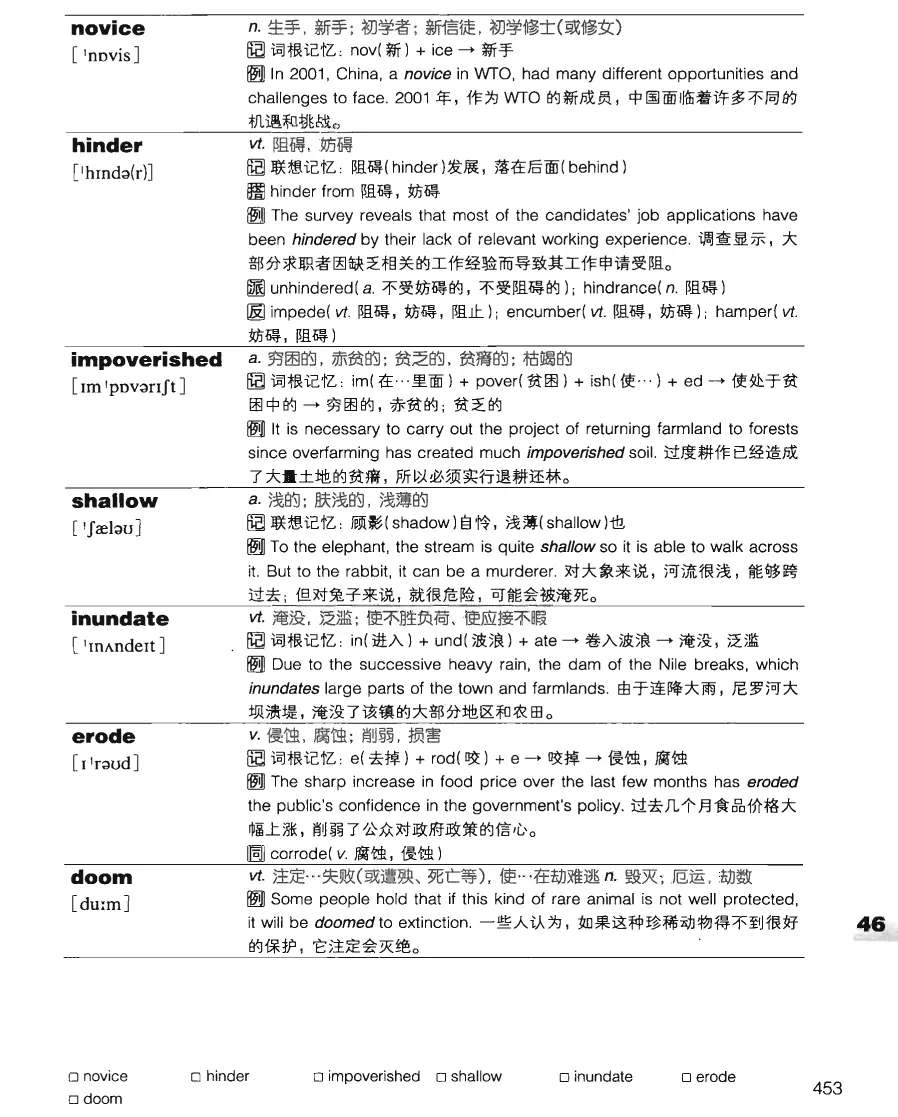 novice n. 生手, 新手; 初学者; 新信徒, 初学修士(或修女)
[ˈnɒvis] 记 词根记忆: nov(新) + ice → 新手
例 In 2001, China, a novice in WTO, had many different opportunities and
challenges to face. 2001 年, 作为 WTO 的新成员, 中国面临着许多不同的
机遇和挑战。
hinder vt. 阻碍, 妨碍
[ˈhɪndə(r)] 记 联想记忆: 阻碍(hinder)发展, 落在后面(behind)
搭 hinder from 阻碍, 妨碍
例 The survey reveals that most of the candidates' job applications have
been hindered by their lack of relevant working experience. 调查显示, 大
部分求职者因缺乏相关的工作经验而导致其工作申请受阻。
派 unhindered(a. 不受妨碍的, 不受阻碍的); hindrance(n. 阻碍)
反 impede(vt. 阻碍, 妨碍, 阻止); encumber(vt. 阻碍, 妨碍); hamper(vt.
妨碍, 阻碍)
impoverished a. 穷困的, 赤贫的; 贫乏的, 贫瘠的; 枯竭的
[ɪmˈpɒvərɪʃt] 记 词根记忆: im(在…里面) + pover(贫困) + ish(使…) + ed → 使处于贫
困中的 → 穷困的, 赤贫的; 贫乏的
例 It is necessary to carry out the project of returning farmland to forests
since overfarming has created much impoverished soil. 过度耕作已经造成
了大量土地的贫瘠, 所以必须实行退耕还林。
shallow a. 浅的; 肤浅的, 浅薄的
[ˈʃæləʊ] 记 联想记忆: 顾影(shadow)自怜, 浅薄(shallow)也
例 To the elephant, the stream is quite shallow so it is able to walk across
it. But to the rabbit, it can be a murderer. 对大象来说, 河流很浅, 能够跨
过去; 但对兔子来说, 就很危险, 可能会被淹死。
inundate vt. 淹没, 泛滥; 使不胜负荷、使应接不暇
[ˈɪnʌndeɪt] 记 词根记忆: in(进入) + und(波浪) + ate → 卷入波浪 → 淹没, 泛滥
例 Due to the successive heavy rain, the dam of the Nile breaks, which
inundates large parts of the town and farmlands. 由于连降大雨, 尼罗河大
坝溃堤, 淹没了该镇的大部分地区和农田。
erode v. 侵蚀, 腐蚀; 削弱, 损害
[ɪˈrəʊd] 记 词根记忆: e(去掉) + rod(咬) + e → 咬掉 → 侵蚀, 腐蚀
例 The sharp increase in food price over the last few months has eroded
the public's confidence in the government's policy. 过去几个月食品价格大
幅上涨, 削弱了公众对政府政策的信心。
同 corrode(v. 腐蚀, 侵蚀)
doom vt. 注定…失败(或遭殃、死亡等), 使…在劫难逃 n. 毁灭; 厄运, 劫数
[duːm] 例 Some people hold that if this kind of rare animal is not well protected,
it will be doomed to extinction. 一些人认为, 如果这种珍稀动物得不到很好
的保护, 它注定会灭绝。
46
□ novice □ hinder □ impoverished □ shallow □ inundate □ erode
□ doom
453